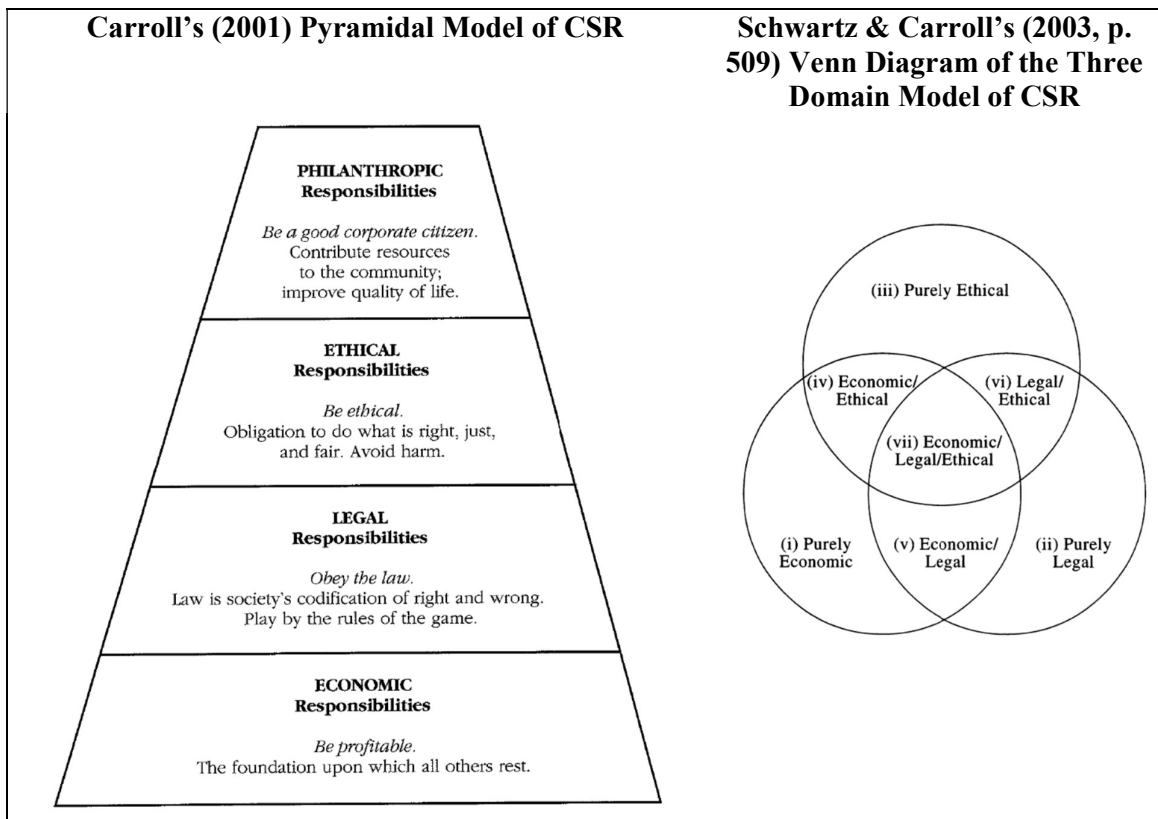 Carroll’s (2001) Pyramidal Model of CSR
PHILANTHROPIC
Responsibilities
Be a good corporate citizen.
Contribute resources
to the community;
improve quality of life.
ETHICAL
Responsibilities
Be ethical.
Obligation to do what is right, just,
and fair. Avoid harm.
LEGAL
Responsibilities
Obey the law.
Law is society's codification of right and wrong.
Play by the rules of the game.
ECONOMIC
Responsibilities
Be profitable.
The foundation upon which all others rest.
Schwartz & Carroll’s (2003, p.
509) Venn Diagram of the Three
Domain Model of CSR
(iii) Purely Ethical
(iv) Economic/
Ethical
(vi) Legal/
Ethical
(vii) Economic/
Legal/Ethical
(i) Purely
Economic
(v) Economic/
Legal
(ii) Purely
Legal